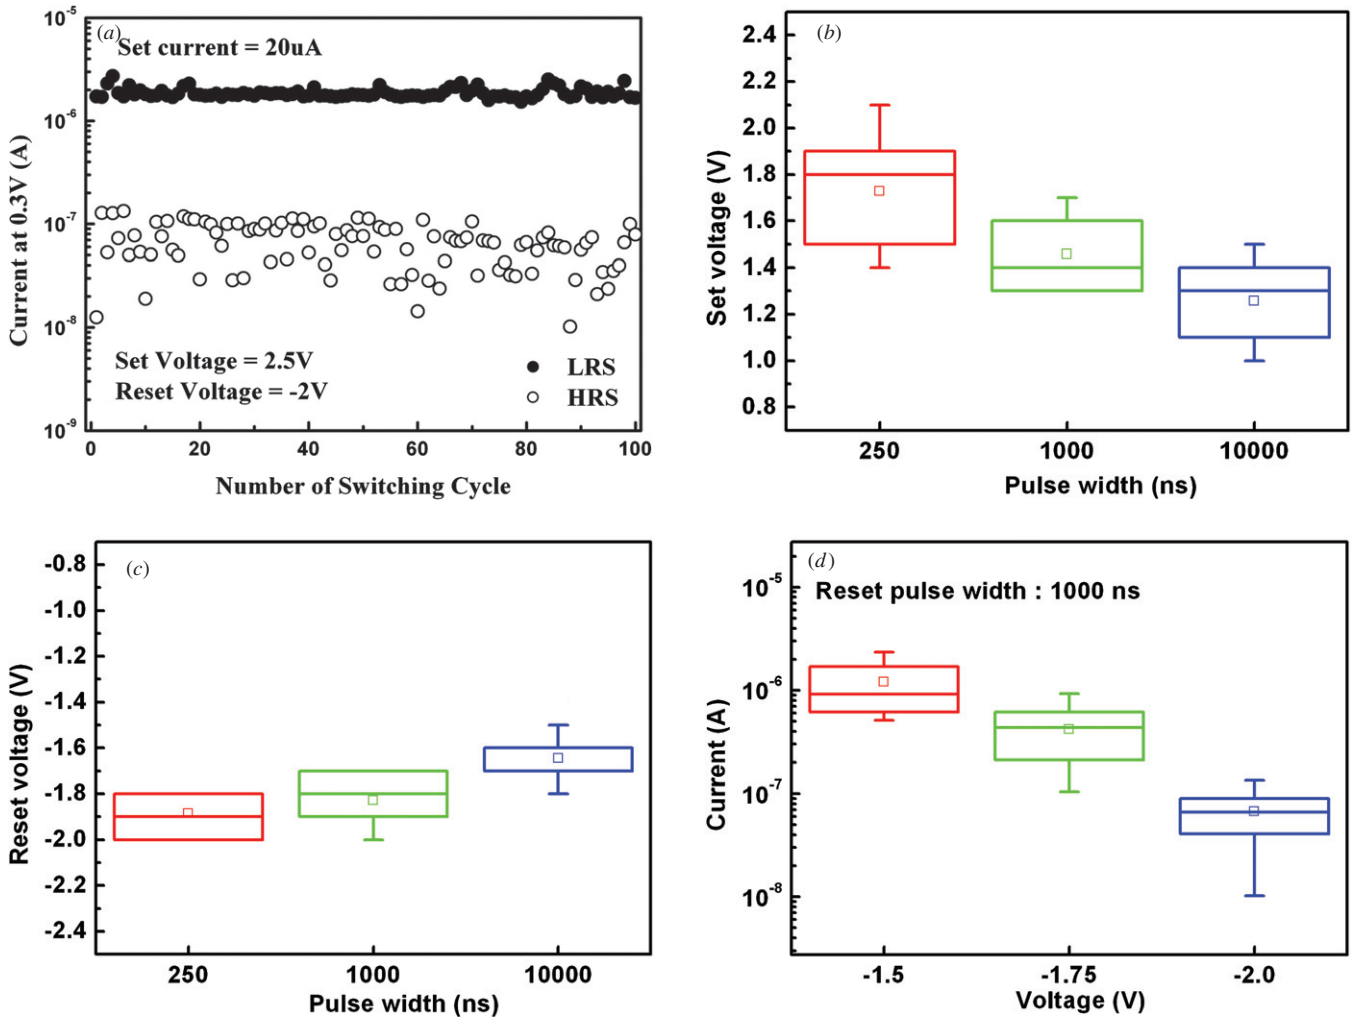 (a)
Set current = 20uA
10-5
10-6
10-7
10-8
10-9
Current at 0.3V (A)
Set Voltage = 2.5V
Reset Voltage = -2V
LRS
HRS
0 20 40 60 80 100
Number of Switching Cycle
(b)
2.4
2.2
2.0
1.8
1.6
1.4
1.2
1.0
0.8
Set voltage (V)
250 1000 10000
Pulse width (ns)
(c)
-0.8
-1.0
-1.2
-1.4
-1.6
-1.8
-2.0
-2.2
-2.4
Reset voltage (V)
250 1000 10000
Pulse width (ns)
(d)
Reset pulse width : 1000 ns
10-5
10-6
10-7
10-8
Current (A)
-1.5 -1.75 -2.0
Voltage (V)